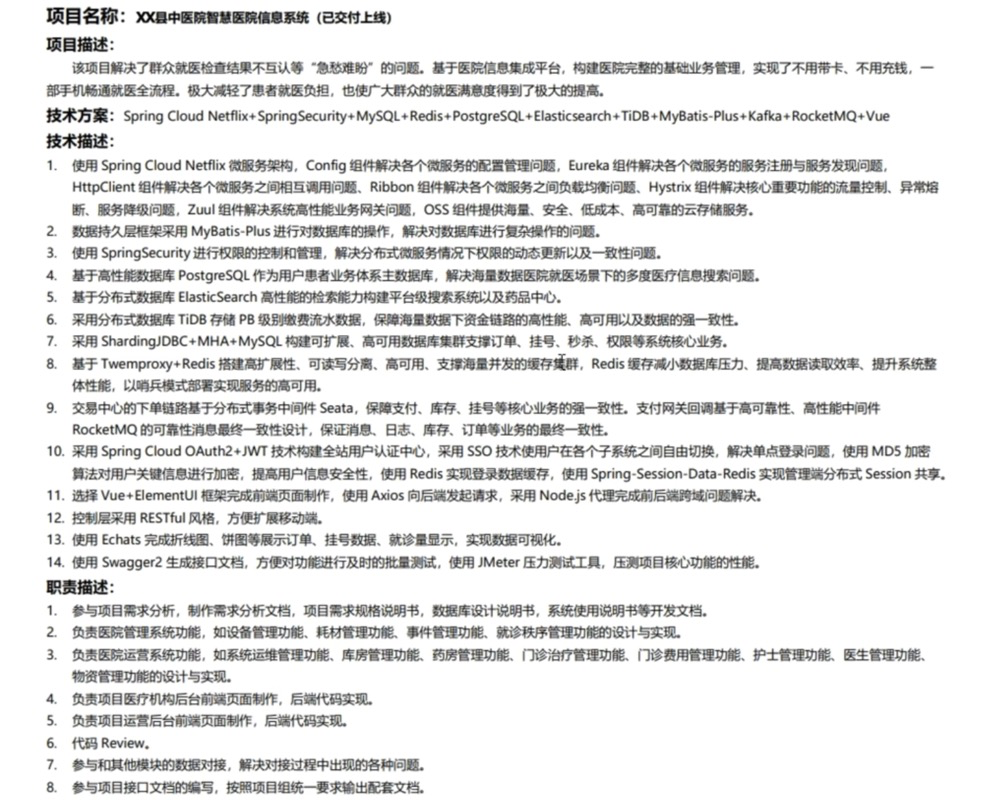 项目名称：XX县中医院智慧医院信息系统（已交付上线）
项目描述：
该项目解决了群众就医检查结果不互认等“急愁难盼”的问题。基于医院信息集成平台，构建医院完整的基础业务管理，实现了不用带卡、不用充钱，一
部手机畅通就医全流程。极大减轻了患者就医负担，也使广大群众的就医满意度得到了极大的提高。
技术方案：Spring Cloud Netflix+SpringSecurity+MySQL+Redis+PostgreSQL+Elasticsearch+TiDB+MyBatis-Plus+Kafka+RocketMQ+Vue
技术描述：
1. 使用 Spring Cloud Netflix 微服务架构，Config 组件解决各个微服务的配置管理问题，Eureka 组件解决各个微服务的服务注册与服务发现问题，
HttpClient 组件解决各个微服务之间相互调用问题、Ribbon 组件解决各个微服务之间负载均衡问题、Hystrix 组件解决核心重要功能的流量控制、异常熔
断、服务降级问题，Zuul 组件解决系统高性能业务网关问题，OSS 组件提供海量、安全、低成本、高可靠的云存储服务。
2. 数据持久层框架采用 MyBatis-Plus 进行对数据库的操作，解决对数据库进行复杂操作的问题。
3. 使用 SpringSecurity 进行权限的控制和管理，解决分布式微服务情况下权限的动态更新以及一致性问题。
4. 基于高性能数据库 PostgreSQL 作为用户患者业务体系主数据库，解决海量数据医院就医场景下的多度医疗信息搜索问题。
5. 基于分布式数据库 ElasticSearch 高性能的检索能力构建平台级搜索系统以及药品中心。
6. 采用分布式数据库 TiDB 存储 PB 级别缴费流水数据，保障海量数据下资金链路的高性能、高可用以及数据的强一致性。
7. 采用 ShardingJDBC+MHA+MySQL 构建可扩展、高可用数据库集群支撑订单、挂号、秒杀、权限等系统核心业务。
8. 基于 Twemproxy+Redis 搭建高扩展性、可读写分离、高可用、支撑海量并发的缓存集群，Redis 缓存减小数据库压力、提高数据读取效率、提升系统整
体性能，以哨兵模式部署实现服务的高可用。
9. 交易中心的下单链路基于分布式事务中间件 Seata，保障支付、库存、挂号等核心业务的强一致性。支付网关回调基于高可靠性、高性能中间件
RocketMQ 的可靠性消息最终一致性设计，保证消息、日志、库存、订单等业务的最终一致性。
10. 采用 Spring Cloud OAuth2+JWT 技术构建全站用户认证中心，采用 SSO 技术使用户在各个子系统之间自由切换，解决单点登录问题，使用 MD5 加密
算法对用户关键信息进行加密，提高用户信息安全性，使用 Redis 实现登录数据缓存，使用 Spring-Session-Data-Redis 实现管理端分布式 Session 共享。
11. 选择 Vue+ElementUI 框架完成前端页面制作，使用 Axios 向后端发起请求，采用 Node.js 代理完成前后端跨域问题解决。
12. 控制层采用 RESTful 风格，方便扩展移动端。
13. 使用 Echats 完成折线图、饼图等展示订单、挂号数据、就诊量显示，实现数据可视化。
14. 使用 Swagger2 生成接口文档，方便对功能进行及时的批量测试，使用 JMeter 压力测试工具，压测项目核心功能的性能。
职责描述：
1. 参与项目需求分析，制作需求分析文档，项目需求规格说明书，数据库设计说明书，系统使用说明书等开发文档。
2. 负责医院管理系统功能，如设备管理功能、耗材管理功能、事件管理功能、就诊秩序管理功能的设计与实现。
3. 负责医院运营系统功能，如系统运维管理功能、库房管理功能、药房管理功能、门诊治疗管理功能、门诊费用管理功能、护士管理功能、医生管理功能、
物资管理功能的设计与实现。
4. 负责项目医疗机构后台前端页面制作，后端代码实现。
5. 负责项目运营后台前端页面制作，后端代码实现。
6. 代码 Review。
7. 参与和其他模块的数据对接，解决对接过程中出现的各种问题。
8. 参与项目接口文档的编写，按照项目组统一要求输出配套文档。